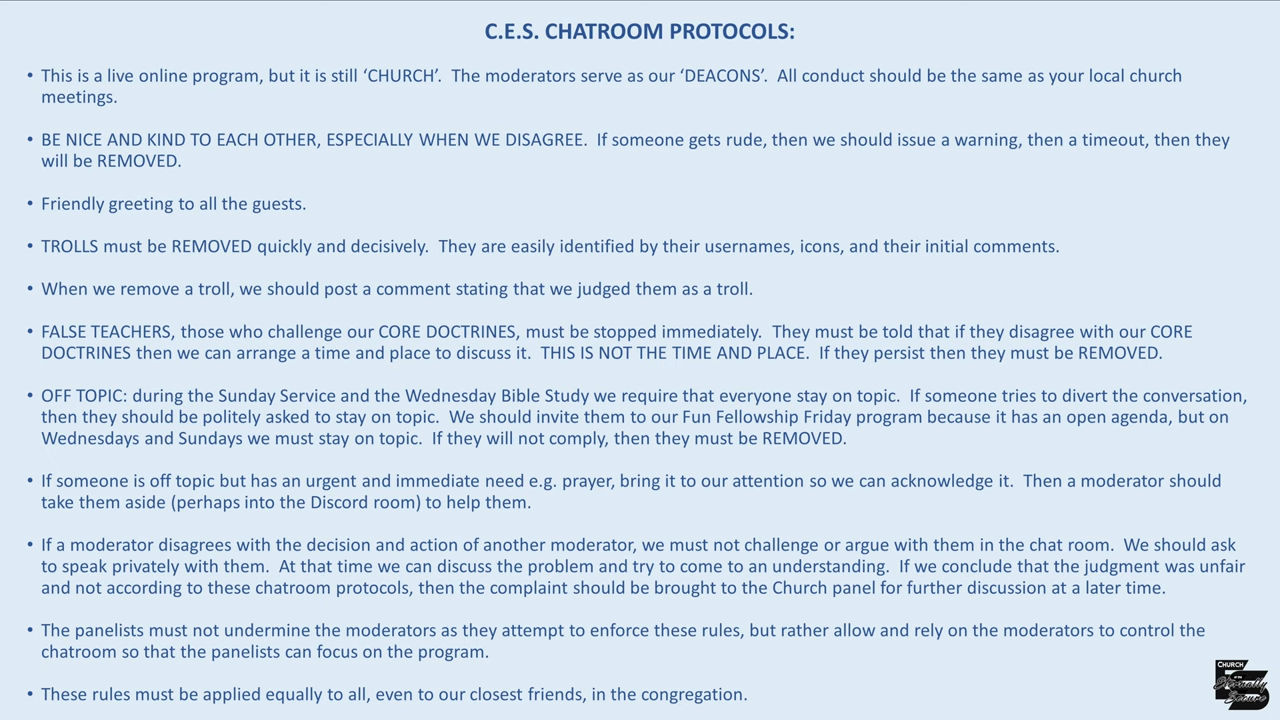 C.E.S. CHATROOM PROTOCOLS:
• This is a live online program, but it is still ‘CHURCH’.  The moderators serve as our ‘DEACONS’.  All conduct should be the same as your local church
meetings.
• BE NICE AND KIND TO EACH OTHER, ESPECIALLY WHEN WE DISAGREE.  If someone gets rude, then we should issue a warning, then a timeout, then they
will be REMOVED.
• Friendly greeting to all the guests.
• TROLLS must be REMOVED quickly and decisively.  They are easily identified by their usernames, icons, and their initial comments.
• When we remove a troll, we should post a comment stating that we judged them as a troll.
• FALSE TEACHERS, those who challenge our CORE DOCTRINES, must be stopped immediately.  They must be told that if they disagree with our CORE
DOCTRINES then we can arrange a time and place to discuss it.  THIS IS NOT THE TIME AND PLACE.  If they persist then they must be REMOVED.
• OFF TOPIC: during the Sunday Service and the Wednesday Bible Study we require that everyone stay on topic.  If someone tries to divert the conversation,
then they should be politely asked to stay on topic.  We should invite them to our Fun Fellowship Friday program because it has an open agenda, but on
Wednesdays and Sundays we must stay on topic.  If they will not comply, then they must be REMOVED.
• If someone is off topic but has an urgent and immediate need e.g. prayer, bring it to our attention so we can acknowledge it.  Then a moderator should
take them aside (perhaps into the Discord room) to help them.
• If a moderator disagrees with the decision and action of another moderator, we must not challenge or argue with them in the chat room.  We should ask
to speak privately with them.  At that time we can discuss the problem and try to come to an understanding.  If we conclude that the judgment was unfair
and not according to these chatroom protocols, then the complaint should be brought to the Church panel for further discussion at a later time.
• The panelists must not undermine the moderators as they attempt to enforce these rules, but rather allow and rely on the moderators to control the
chatroom so that the panelists can focus on the program.
• These rules must be applied equally to all, even to our closest friends, in the congregation.
CHURCH
of the
Eternally
Secure